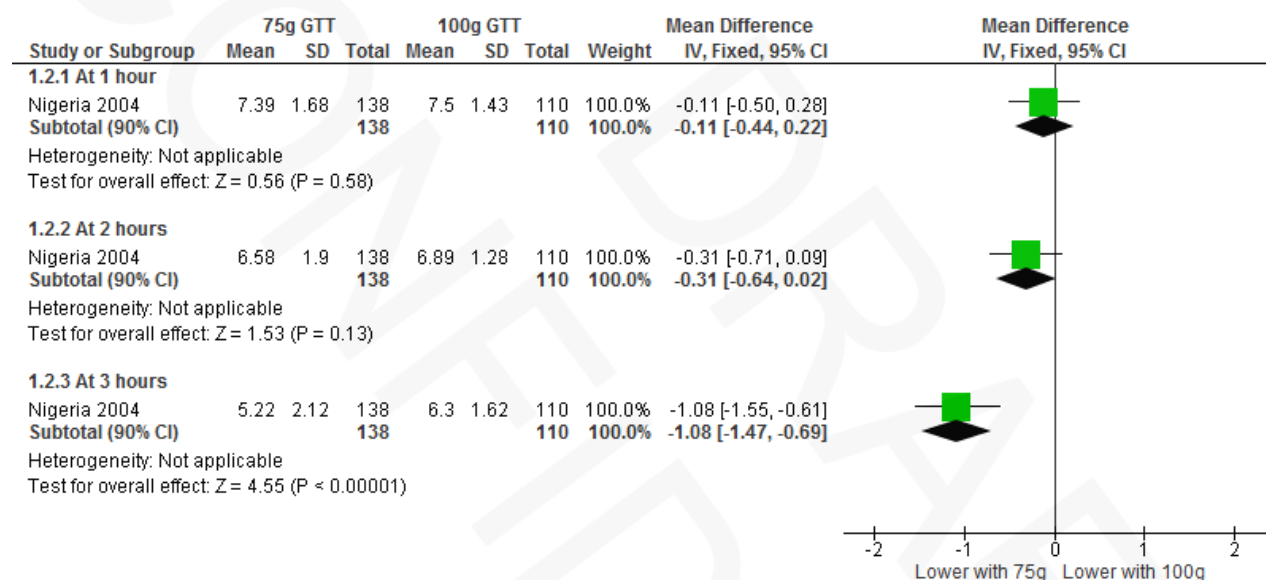 75g GTT 100g GTT Mean Difference Mean Difference
Study or Subgroup Mean SD Total Mean SD Total Weight IV, Fixed, 95% CI IV, Fixed, 95% CI
1.2.1 At 1 hour
Nigeria 2004 7.39 1.68 138 7.5 1.43 110 100.0% -0.11 [-0.50, 0.28]
Subtotal (90% CI) 138 110 100.0% -0.11 [-0.44, 0.22]
Heterogeneity: Not applicable
Test for overall effect: Z = 0.56 (P = 0.58)
1.2.2 At 2 hours
Nigeria 2004 6.58 1.9 138 6.89 1.28 110 100.0% -0.31 [-0.71, 0.09]
Subtotal (90% CI) 138 110 100.0% -0.31 [-0.64, 0.02]
Heterogeneity: Not applicable
Test for overall effect: Z = 1.53 (P = 0.13)
1.2.3 At 3 hours
Nigeria 2004 5.22 2.12 138 6.3 1.62 110 100.0% -1.08 [-1.55, -0.61]
Subtotal (90% CI) 138 110 100.0% -1.08 [-1.47, -0.69]
Heterogeneity: Not applicable
Test for overall effect: Z = 4.55 (P < 0.00001)
-2 -1 0 1 2
Lower with 75g Lower with 100g